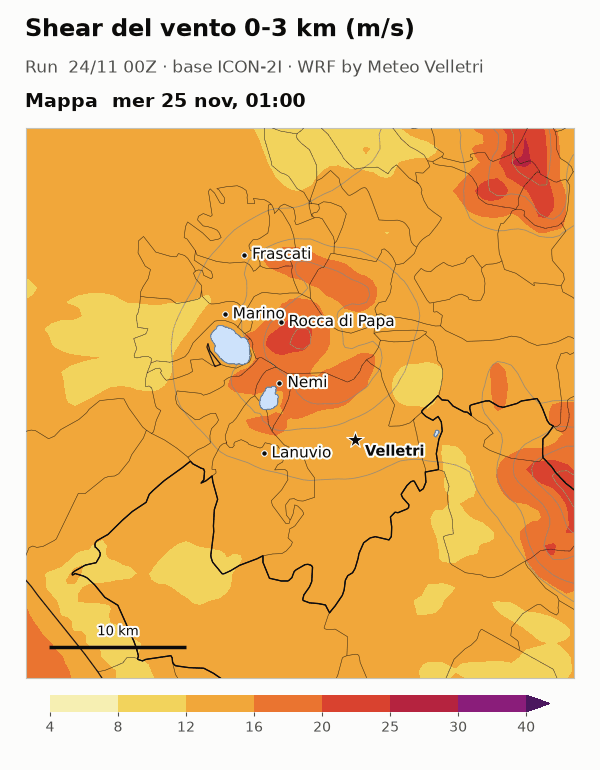 Shear del vento 0-3 km (m/s)
Run  24/11 00Z · base ICON-2I · WRF by Meteo Velletri
Mappa  mer 25 nov, 01:00
Frascati
Marino
Rocca di Papa
Nemi
Velletri
Lanuvio
10 km
4 8 12 16 20 25 30 40